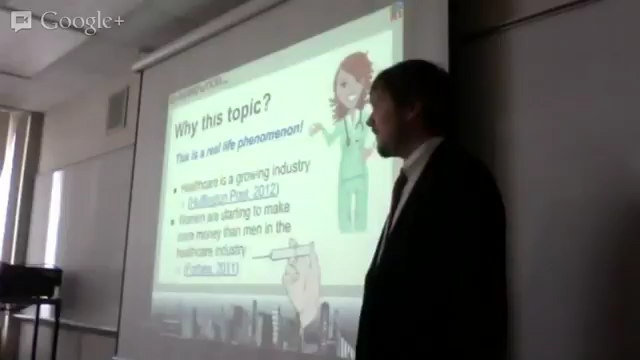 Google+
Why this topic?
This is a real life phenomenon!
Healthcare is a growing industry
(Huffington Post, 2012)
Women are starting to make
more money than men in the
healthcare industry
(Forbes, 2011)